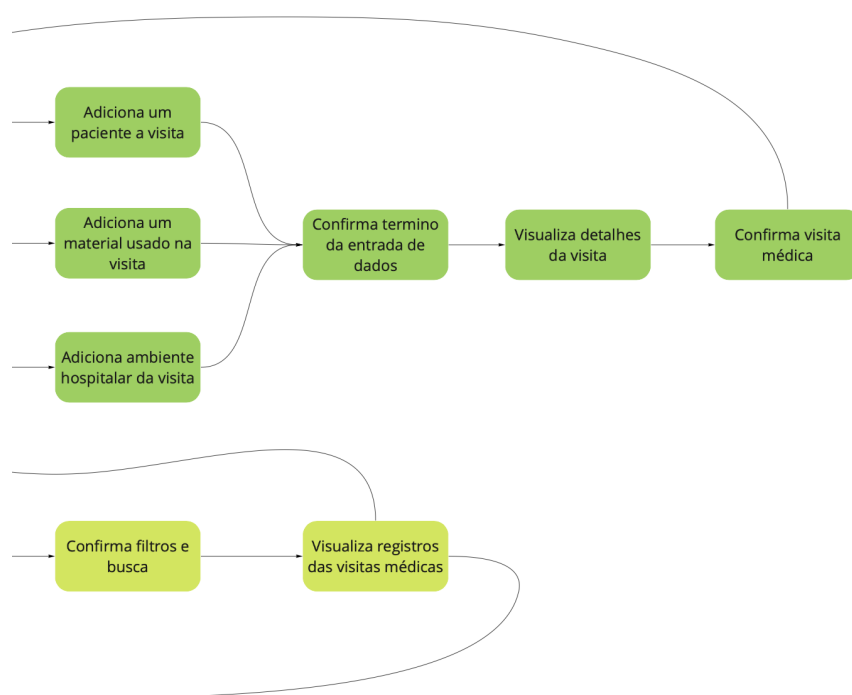 Adiciona um
paciente a visita
Adiciona um
material usado na
visita
Confirma termino
da entrada de
dados
Visualiza detalhes
da visita
Confirma visita
médica
Adiciona ambiente
hospitalar da visita
Confirma filtros e
busca
Visualiza registros
das visitas médicas